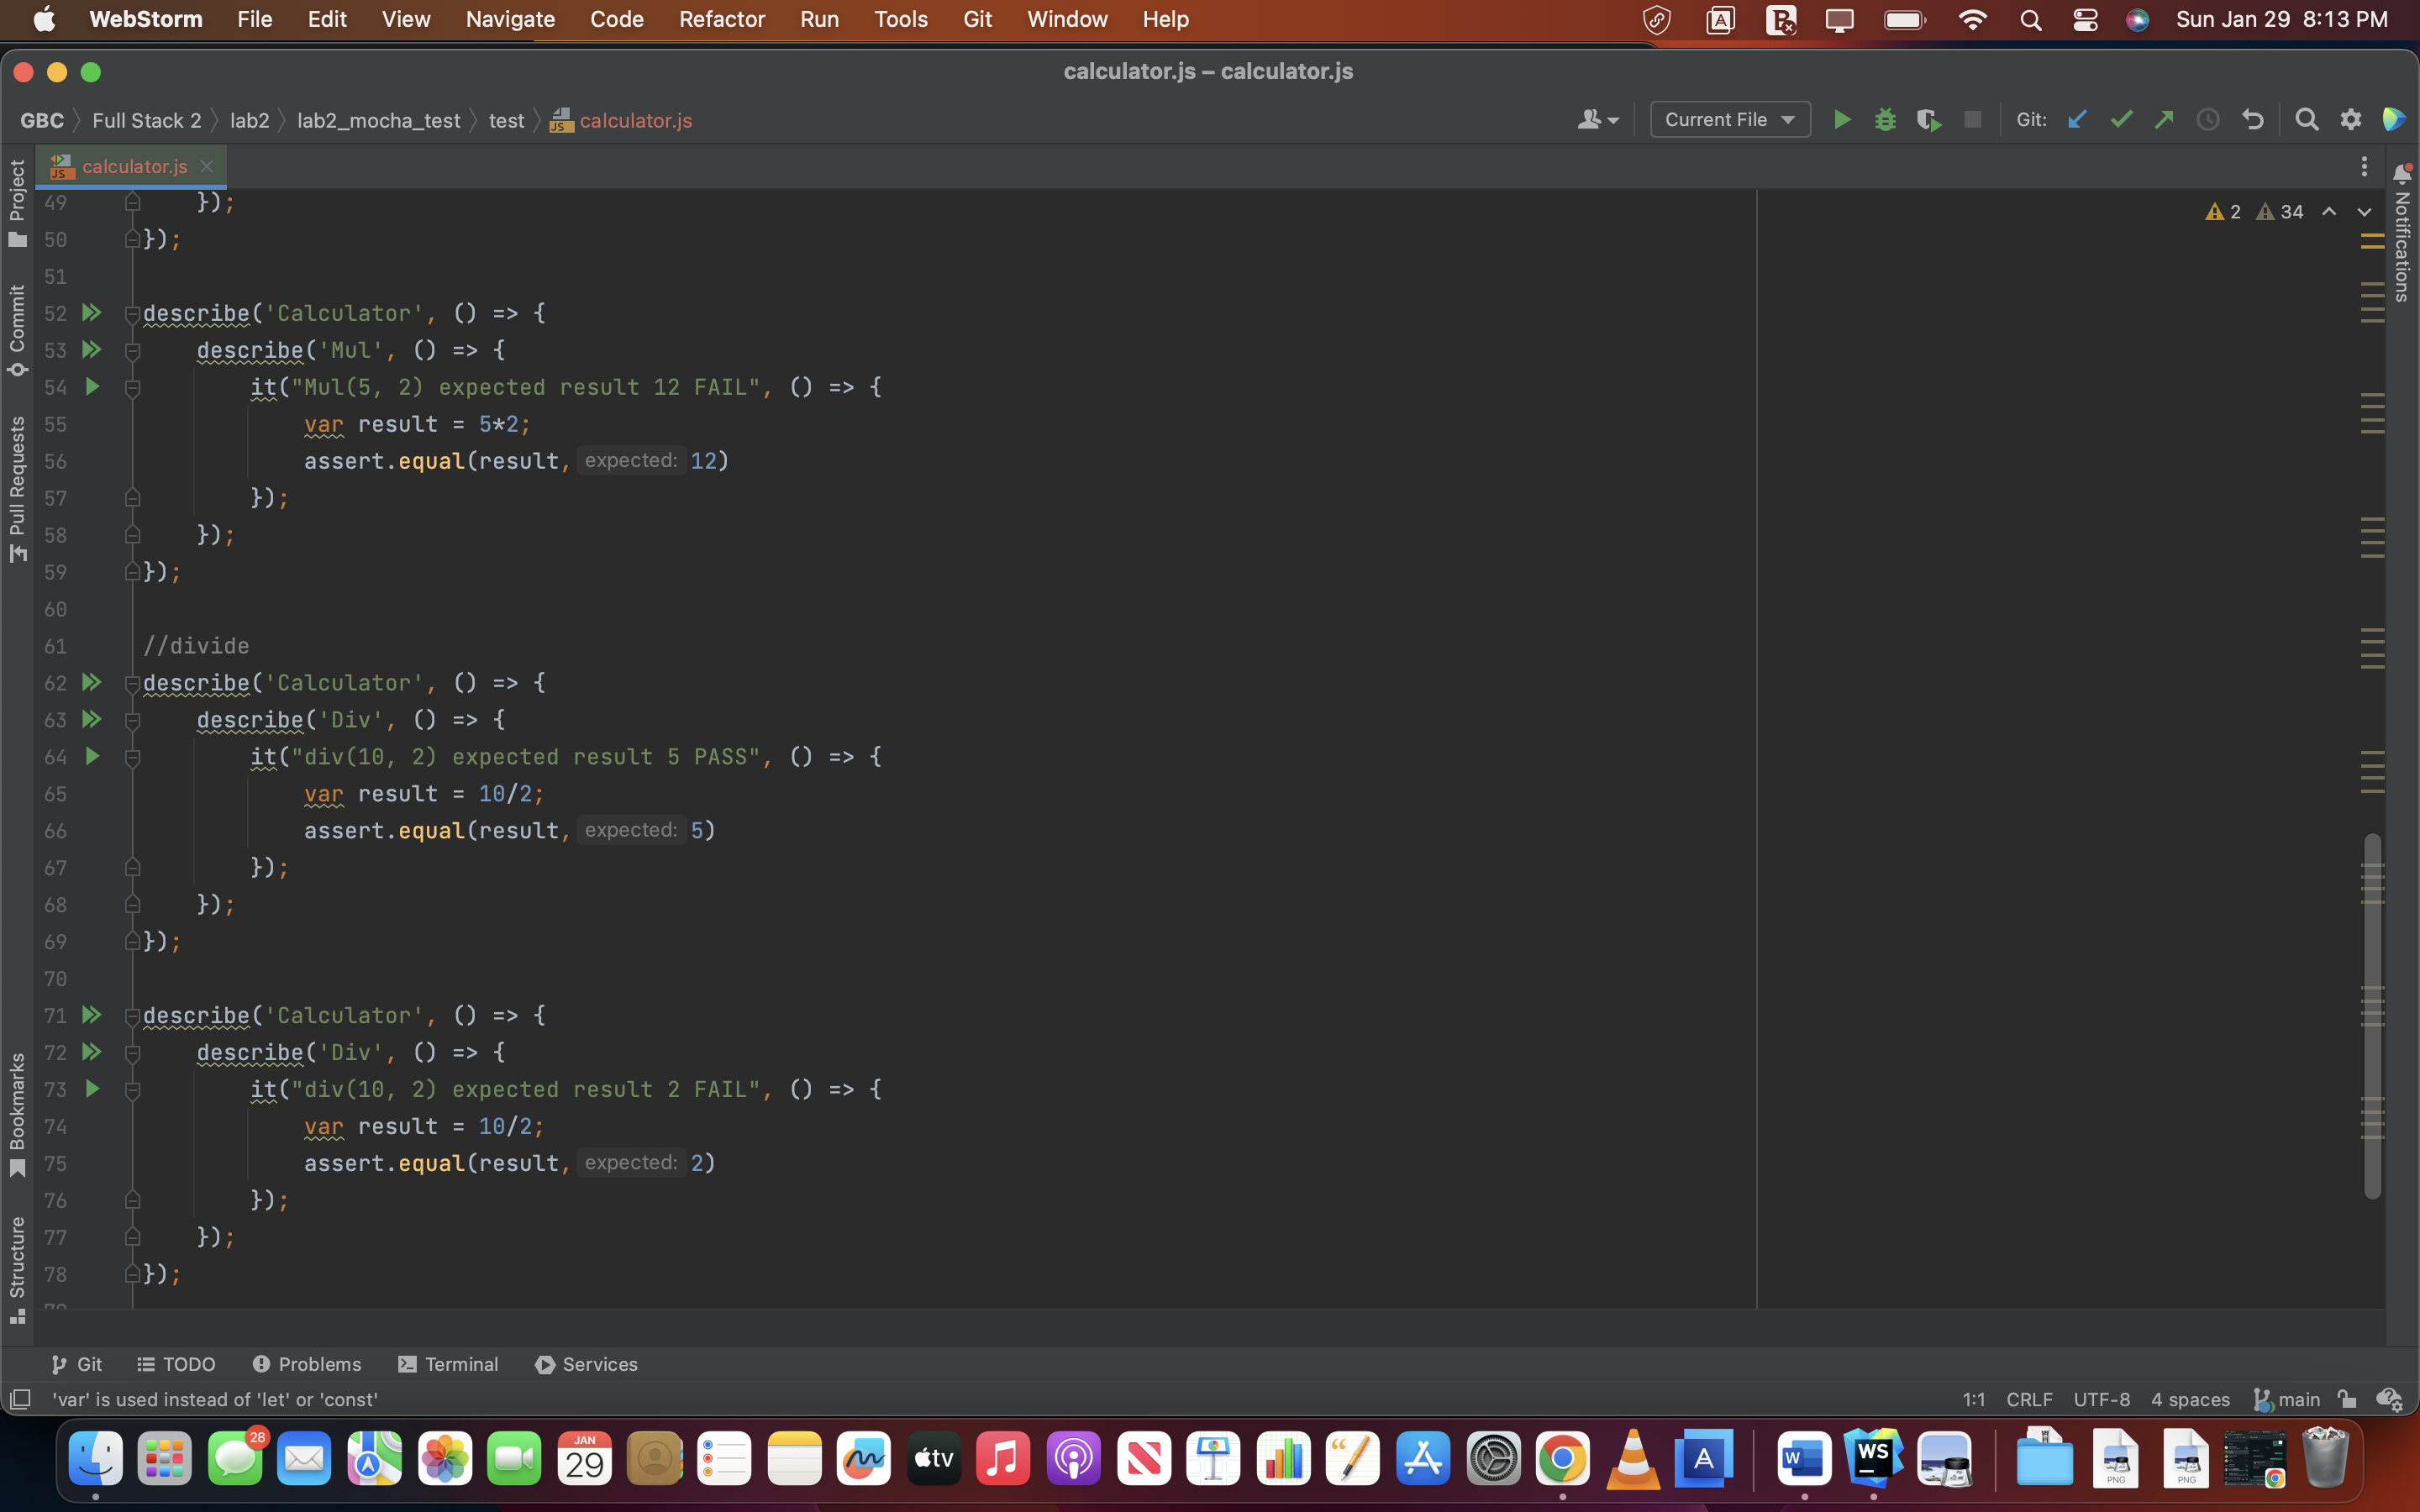 WebStorm File Edit View Navigate Code Refactor Run Tools Git Window Help Sun Jan 29 8:13 PM
calculator.js – calculator.js
GBC Full Stack 2 lab2 lab2_mocha_test test calculator.js Current File Git:
calculator.js
Project
Commit
Pull Requests
Bookmarks
Structure
Notifications
2 34
49 });
50 });
51
52 describe('Calculator', () => {
53 describe('Mul', () => {
54 it("Mul(5, 2) expected result 12 FAIL", () => {
55 var result = 5*2;
56 assert.equal(result, expected: 12)
57 });
58 });
59 });
60
61 //divide
62 describe('Calculator', () => {
63 describe('Div', () => {
64 it("div(10, 2) expected result 5 PASS", () => {
65 var result = 10/2;
66 assert.equal(result, expected: 5)
67 });
68 });
69 });
70
71 describe('Calculator', () => {
72 describe('Div', () => {
73 it("div(10, 2) expected result 2 FAIL", () => {
74 var result = 10/2;
75 assert.equal(result, expected: 2)
76 });
77 });
78 });
Git TODO Problems Terminal Services
'var' is used instead of 'let' or 'const' 1:1 CRLF UTF-8 4 spaces main
28
JAN
29
tv
WS
PNG
PNG